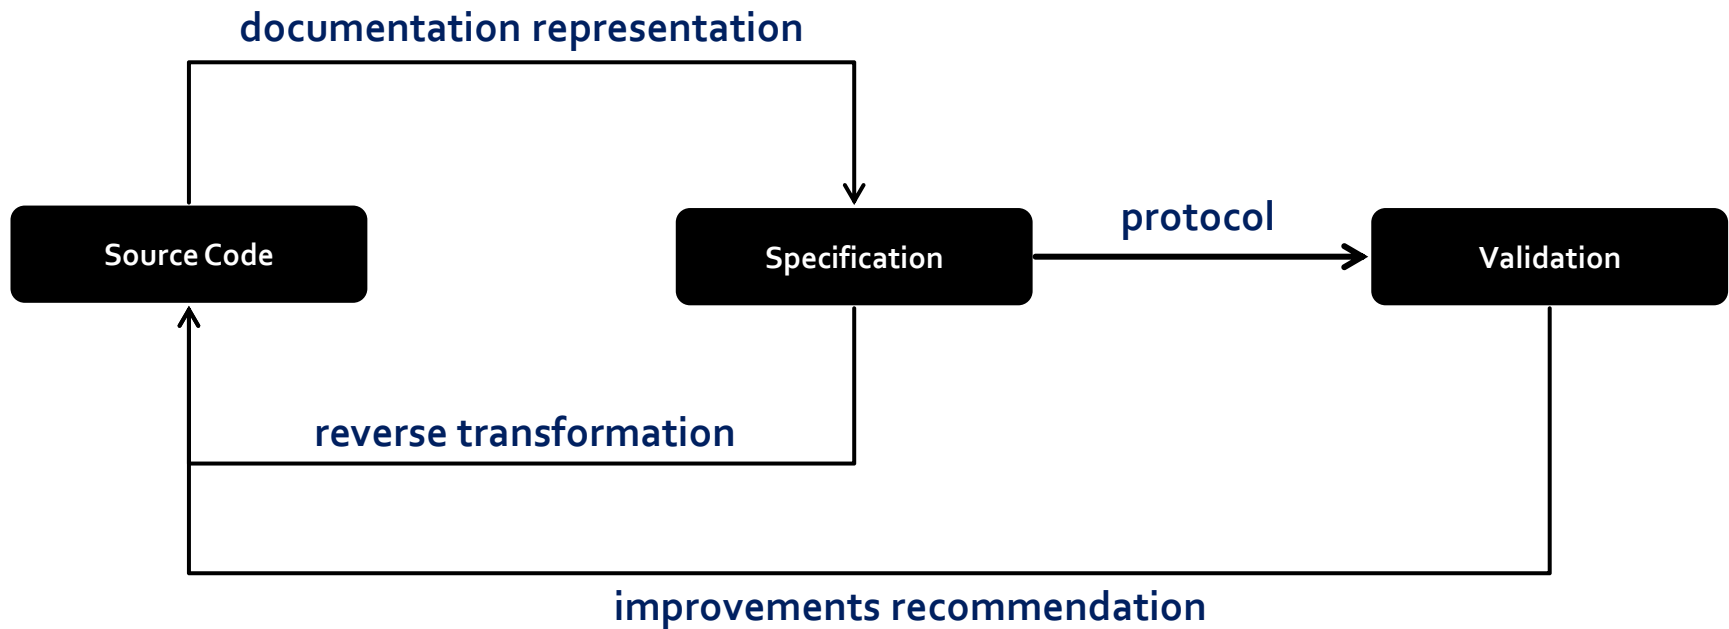 documentation representation
protocol
Source Code
Specification
Validation
reverse transformation
improvements recommendation